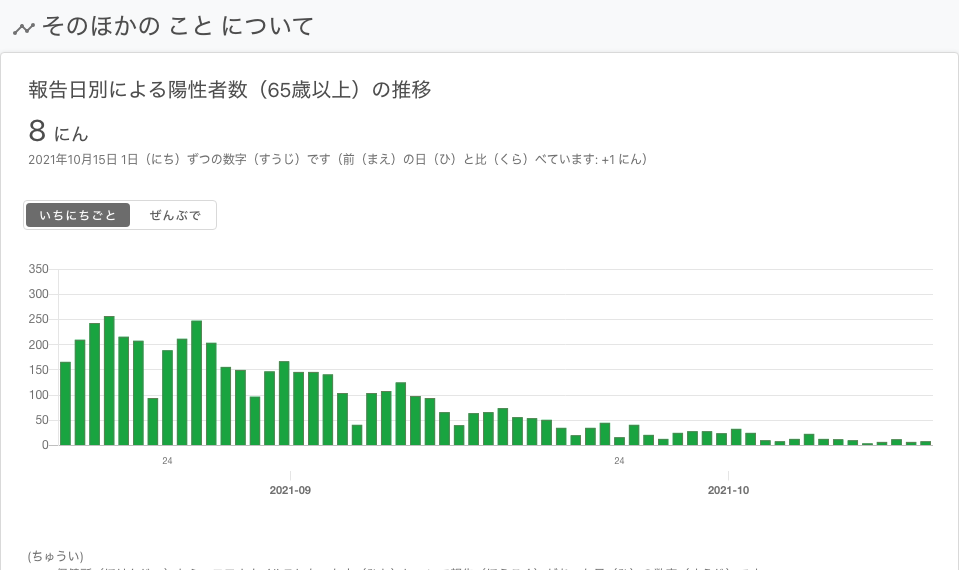 そのほかの こと について
報告日別による陽性者数（65歳以上）の推移
8 にん
2021年10月15日 1日（にち）ずつの数字（すうじ）です（前（まえ）の日（ひ）と比（くら）べています: +1 にん）
いちにちごと ぜんぶで
350
300
250
200
150
100
50
0
24 24
2021-09 2021-10
(ちゅうい)